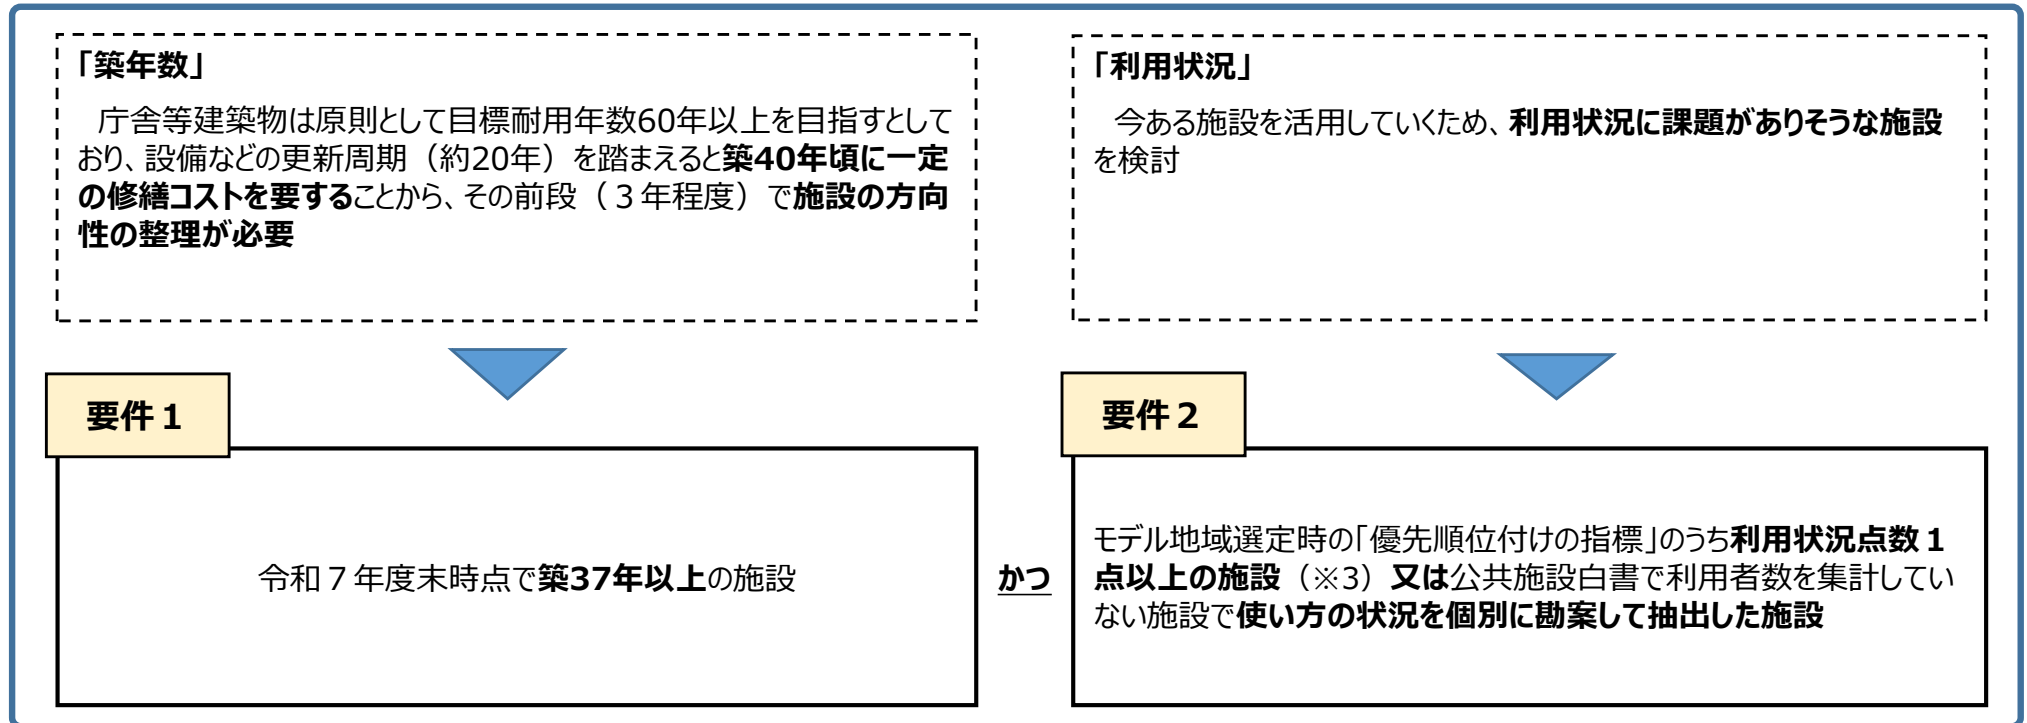 「築年数」
庁舎等建築物は原則として目標耐用年数60年以上を目指すとして
おり、設備などの更新周期（約20年）を踏まえると築40年頃に一定
の修繕コストを要することから、その前段（３年程度）で施設の方向
性の整理が必要
「利用状況」
今ある施設を活用していくため、利用状況に課題がありそうな施設
を検討
要件１
令和７年度末時点で築37年以上の施設
かつ
要件２
モデル地域選定時の「優先順位付けの指標」のうち利用状況点数１
点以上の施設（※3）又は公共施設白書で利用者数を集計してい
ない施設で使い方の状況を個別に勘案して抽出した施設